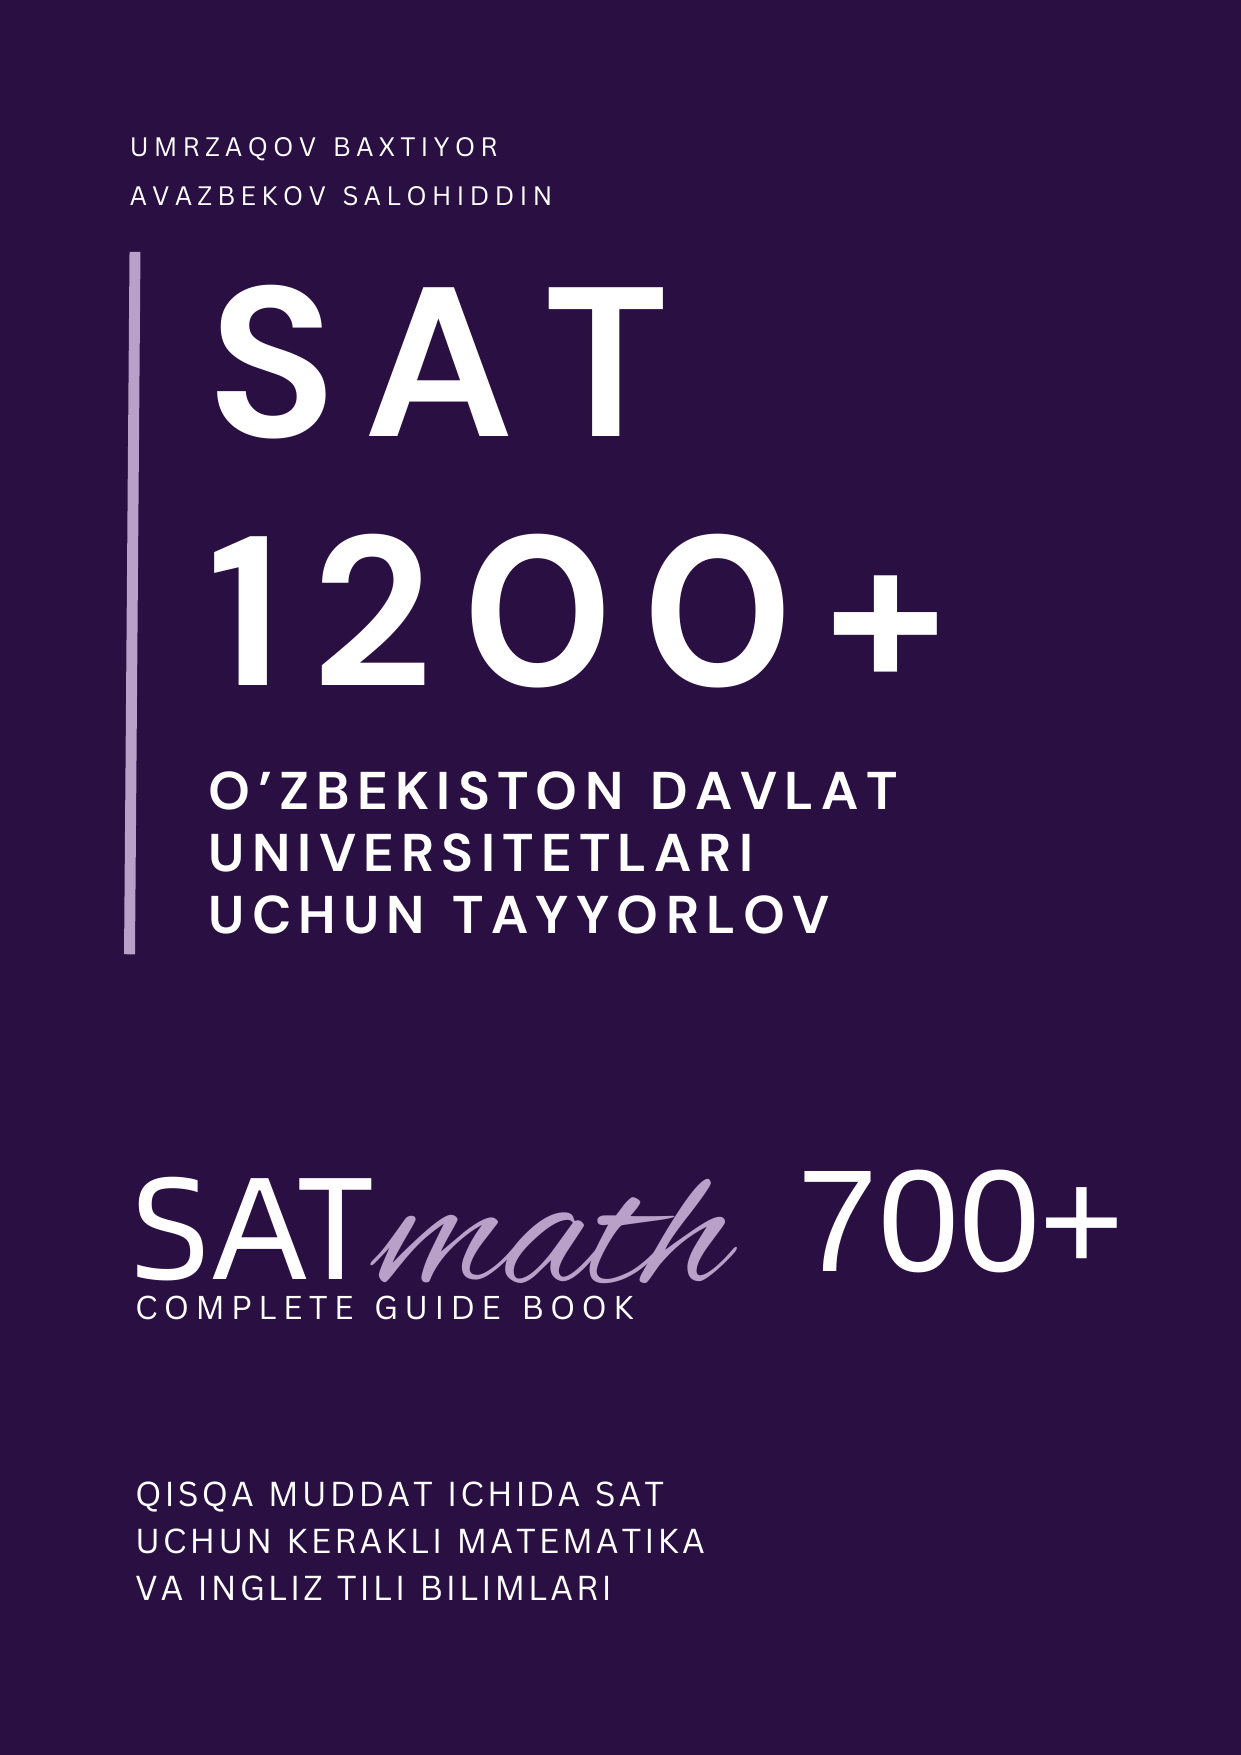 UMRZAQOV BAXTIYOR
AVAZBEKOV SALOHIDDIN
SAT
1200+
O’ZBEKISTON DAVLAT
UNIVERSITETLARI
UCHUN TAYYORLOV
SATmath 700+
COMPLETE GUIDE BOOK
QISQA MUDDAT ICHIDA SAT
UCHUN KERAKLI MATEMATIKA
VA INGLIZ TILI BILIMLARI